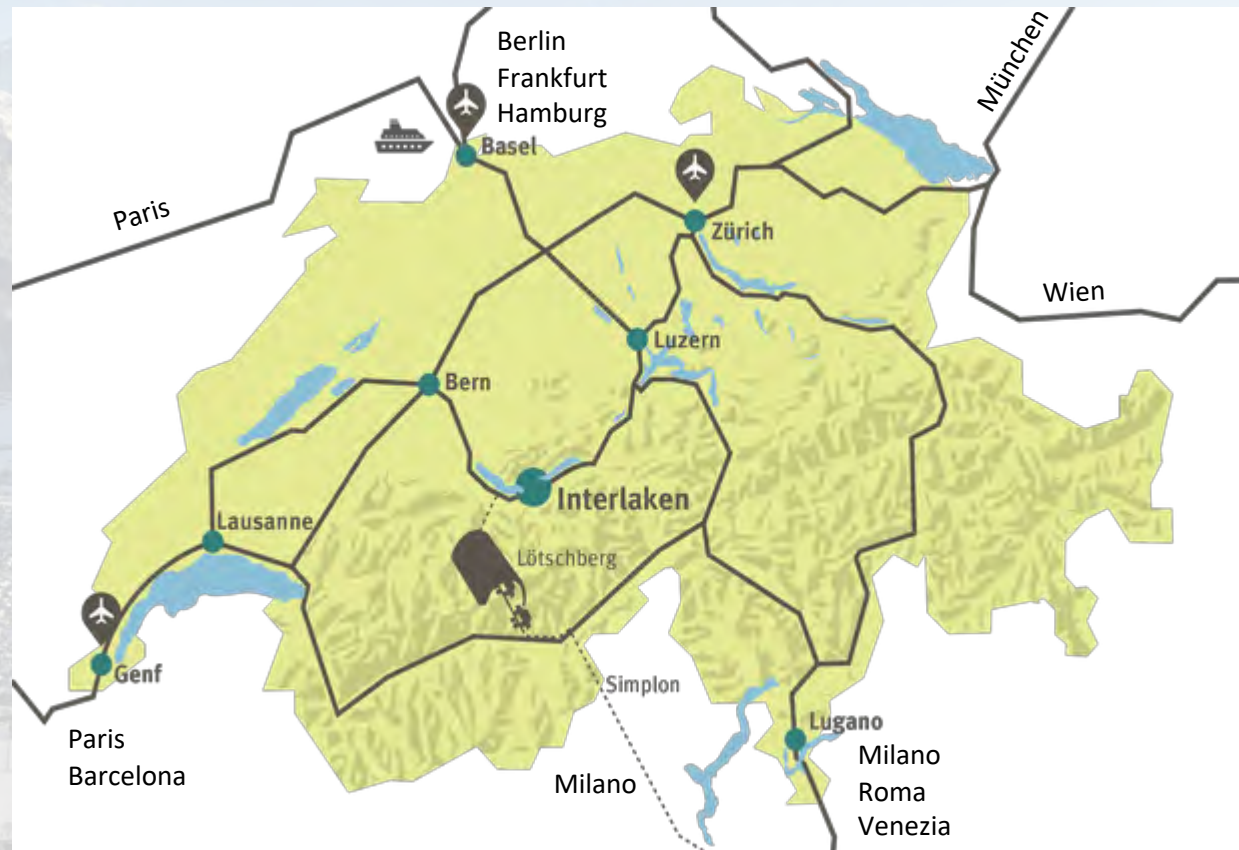 Berlin
Frankfurt
Hamburg
München
Basel
Paris
Zürich
Wien
Luzern
Bern
Interlaken
Lausanne
Lötschberg
Genf
Simplon
Lugano
Paris
Barcelona
Milano
Milano
Roma
Venezia